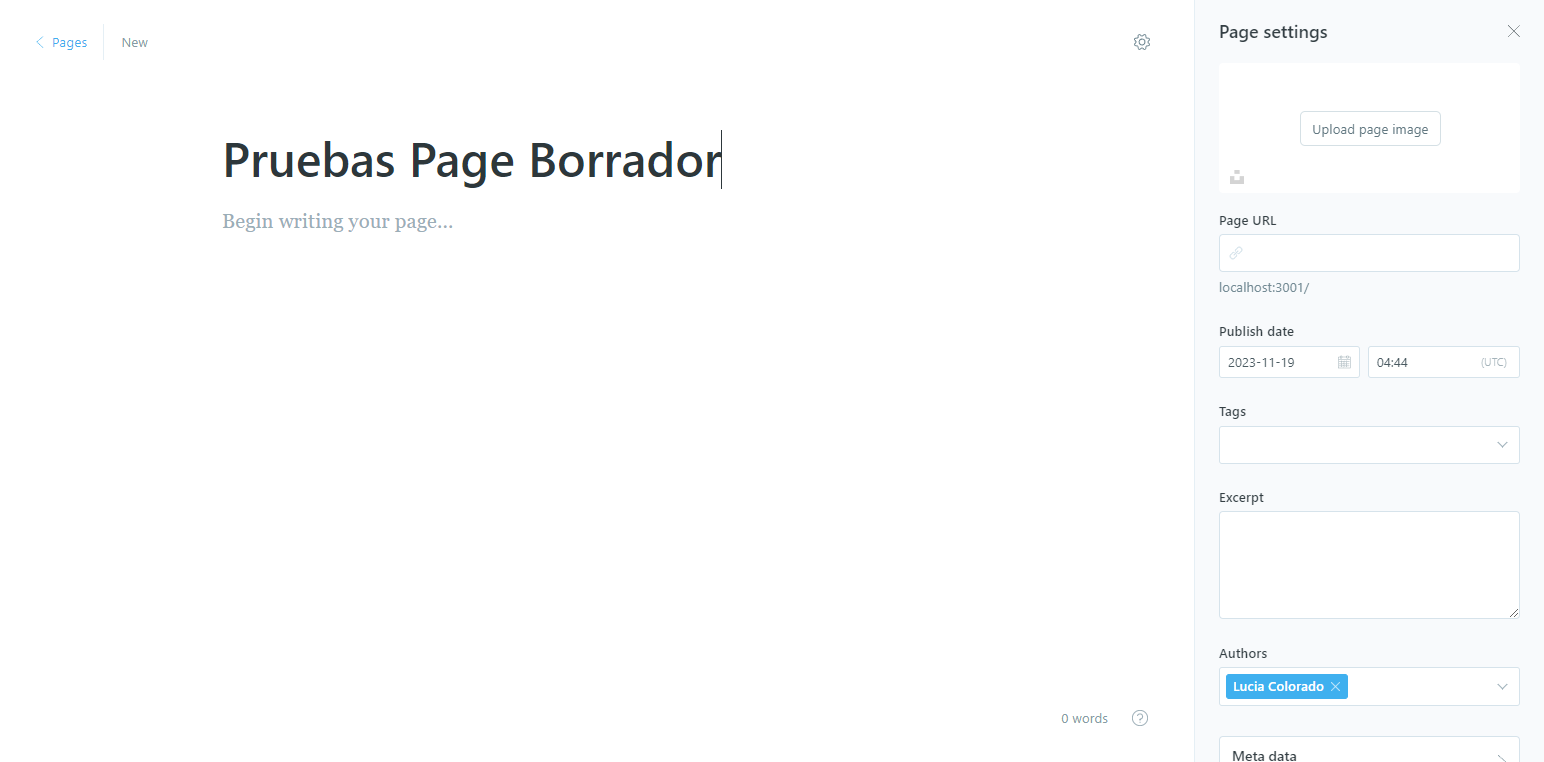 Pages
New
Pruebas Page Borrador
Begin writing your page...
0 words
Page settings
Upload page image
Page URL
localhost:3001/
Publish date
2023-11-19
04:44 (UTC)
Tags
Excerpt
Authors
Lucia Colorado
Meta data